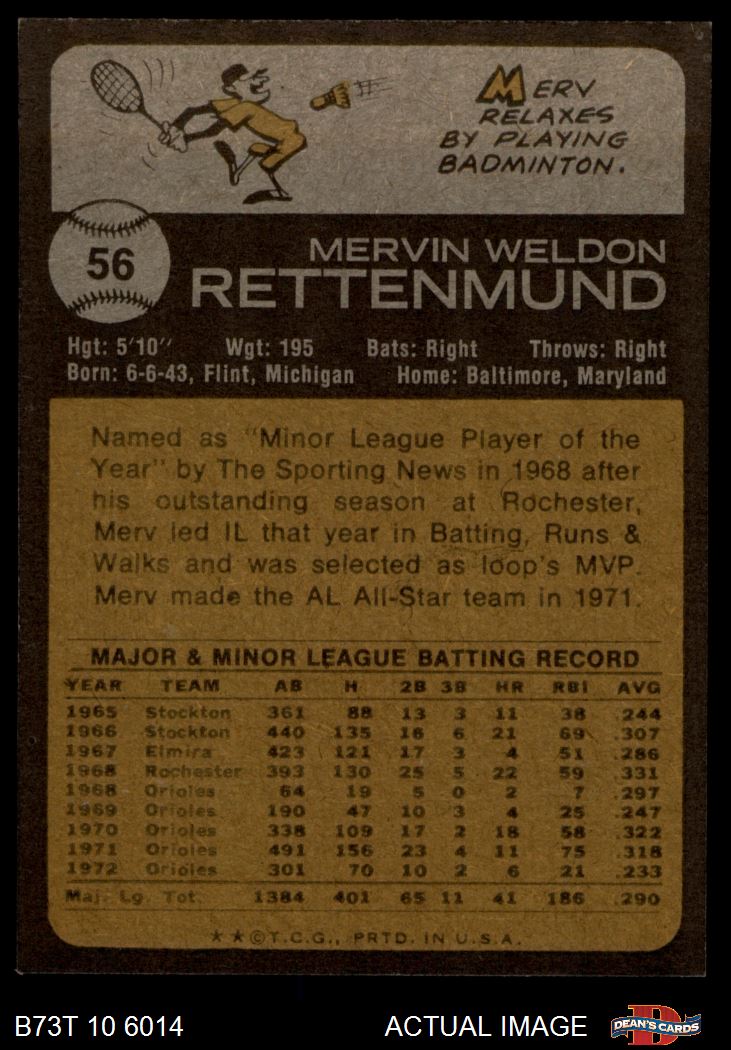 MERV
RELAXES
BY PLAYING
BADMINTON.
56
MERVIN WELDON
RETTENMUND
Hgt: 5'10" Wgt: 195 Bats: Right Throws: Right
Born: 6-6-43, Flint, Michigan Home: Baltimore, Maryland
Named as "Minor League Player of the
Year" by The Sporting News in 1968 after
his outstanding season at Rochester,
Merv led IL that year in Batting, Runs &
Walks and was selected as loop's MVP.
Merv made the AL All-Star team in 1971.
MAJOR & MINOR LEAGUE BATTING RECORD
YEAR TEAM AB H 2B 3B HR RBI AVG
1965 Stockton 361 88 13 3 11 38 .244
1966 Stockton 440 135 16 6 21 69 .307
1967 Elmira 423 121 17 3 4 51 .286
1968 Rochester 393 130 25 5 22 59 .331
1968 Orioles 64 19 5 0 2 7 .297
1969 Orioles 190 47 10 3 4 25 .247
1970 Orioles 338 109 17 2 18 58 .322
1971 Orioles 491 156 23 4 11 75 .318
1972 Orioles 301 70 10 2 6 21 .233
Maj. Lg. Tot. 1384 401 65 11 41 186 .290
★★©T.C.G., PRTD. IN U.S.A.
B73T 10 6014 ACTUAL IMAGE
D
DEAN'S CARDS